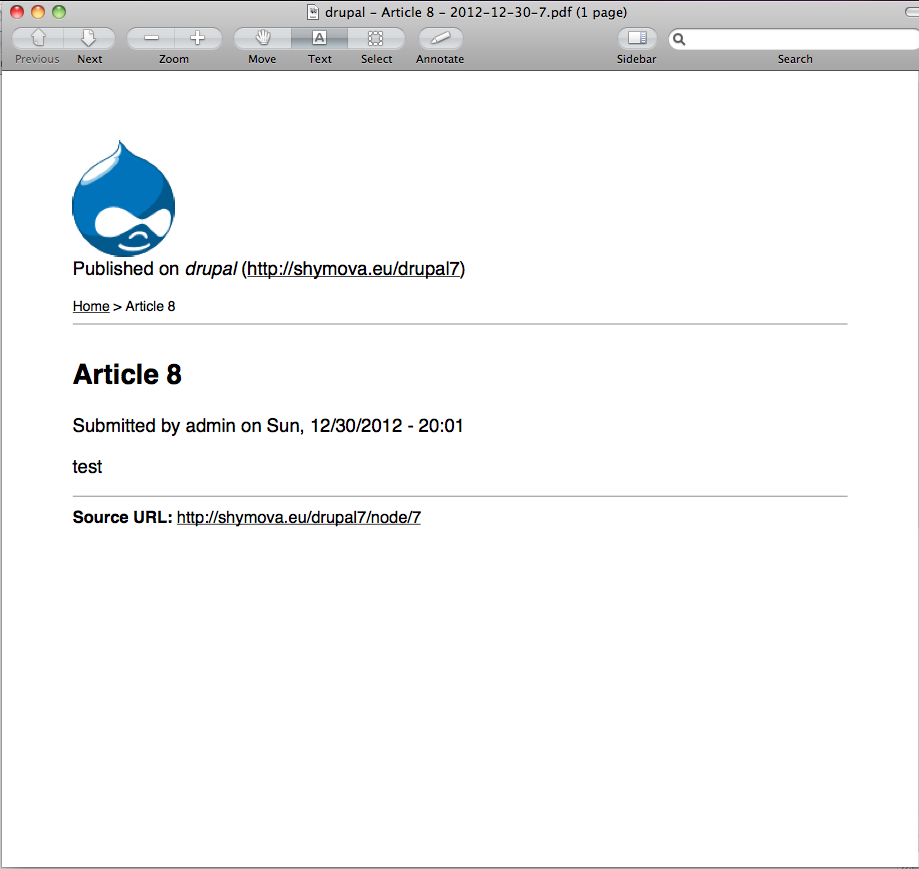 drupal – Article 8 – 2012-12-30-7.pdf (1 page)
Previous Next Zoom Move Text Select Annotate Sidebar Search
Published on drupal (http://shymova.eu/drupal7)
Home > Article 8
Article 8
Submitted by admin on Sun, 12/30/2012 - 20:01
test
Source URL: http://shymova.eu/drupal7/node/7